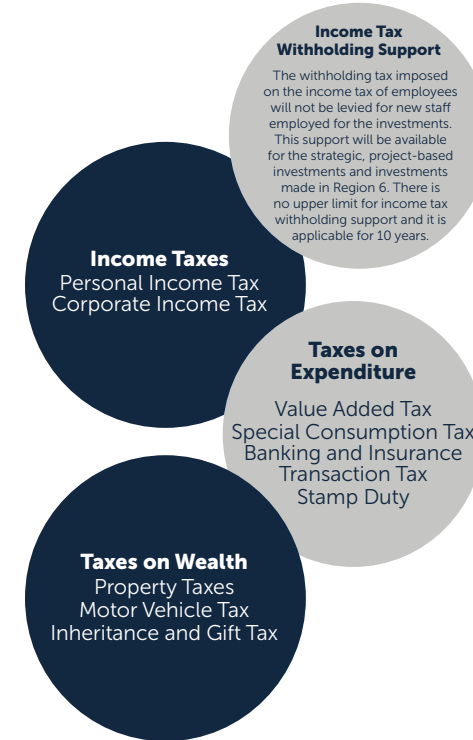 Income Tax
Withholding Support
The withholding tax imposed
on the income tax of employees
will not be levied for new staff
employed for the investments.
This support will be available
for the strategic, project-based
investments and investments
made in Region 6. There is
no upper limit for income tax
withholding support and it is
applicable for 10 years.
Income Taxes
Personal Income Tax
Corporate Income Tax
Taxes on
Expenditure
Value Added Tax
Special Consumption Tax
Banking and Insurance
Transaction Tax
Stamp Duty
Taxes on Wealth
Property Taxes
Motor Vehicle Tax
Inheritance and Gift Tax